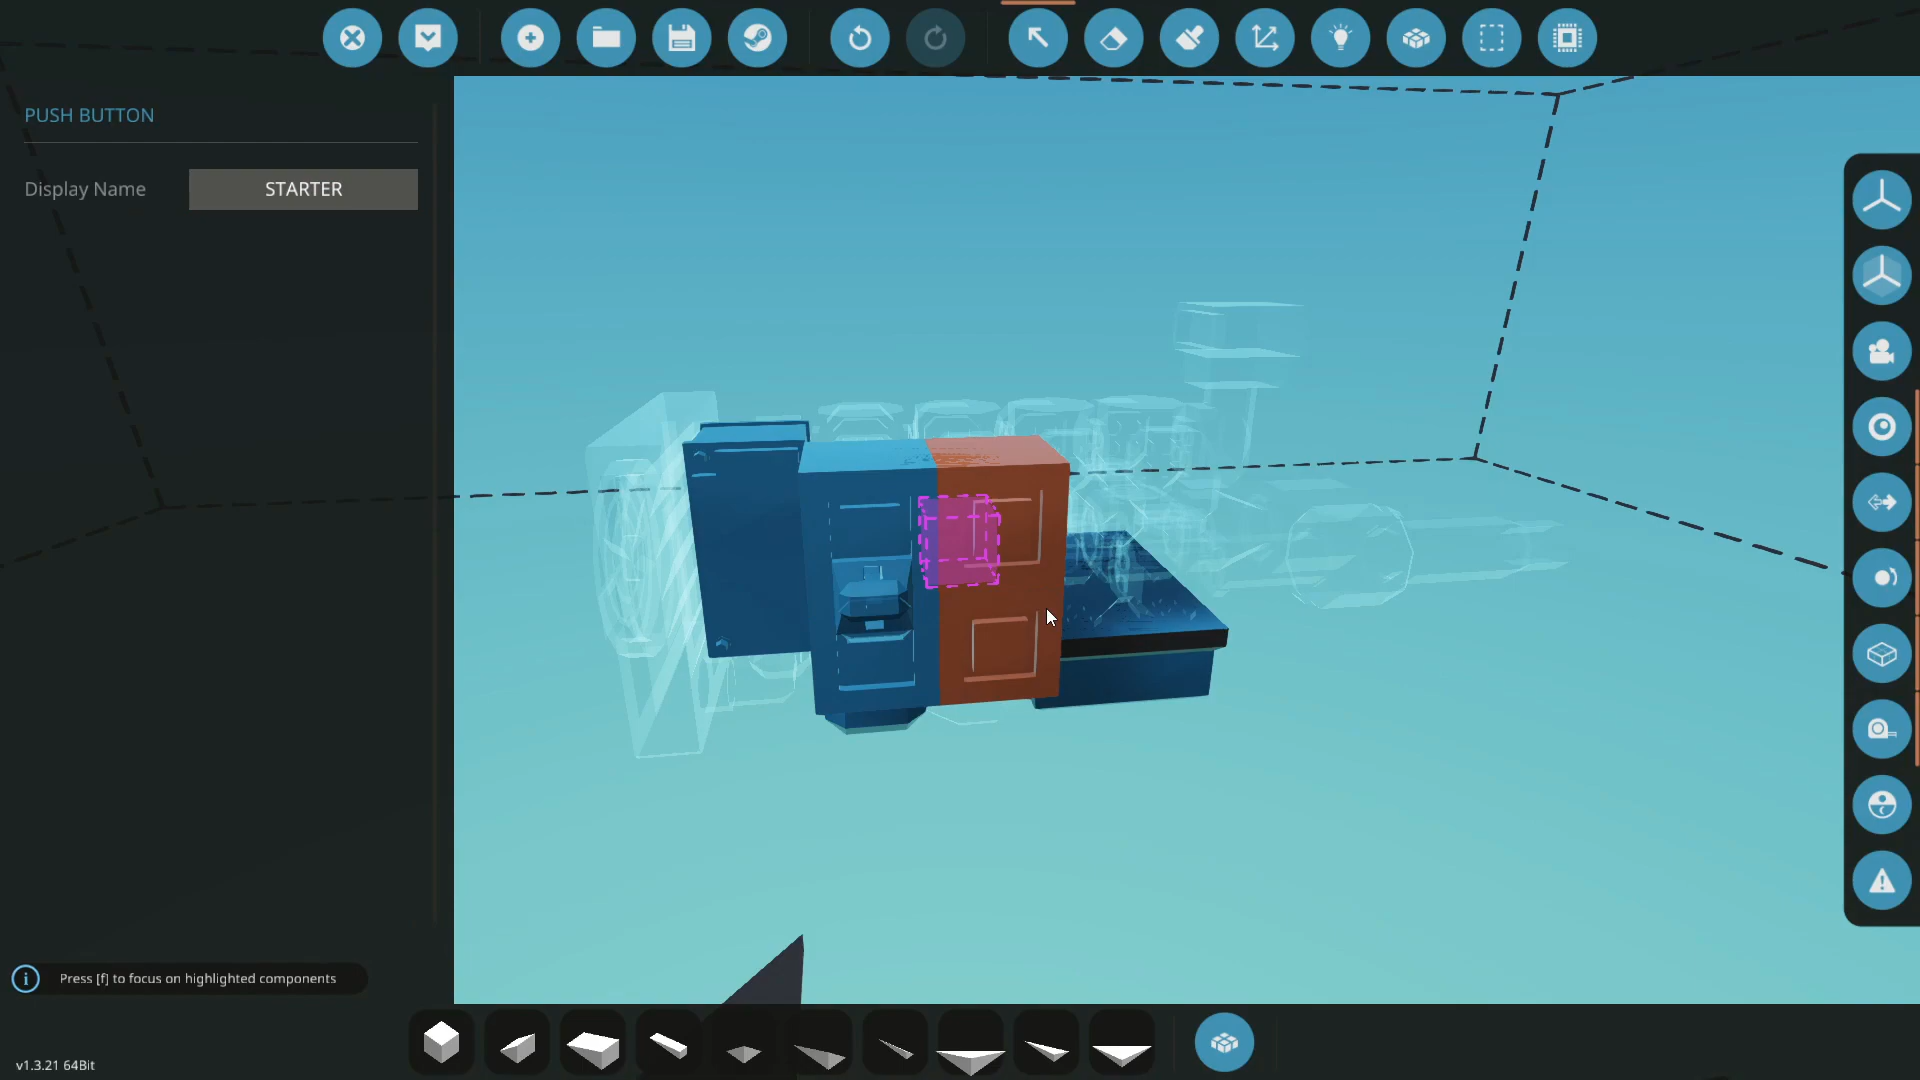 PUSH BUTTON
Display Name
STARTER
Press [f] to focus on highlighted components
v1.3.21 64Bit